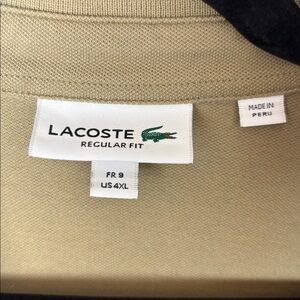 LACOSTE
REGULAR FIT
FR 9
US 4XL
MADE IN
PERU